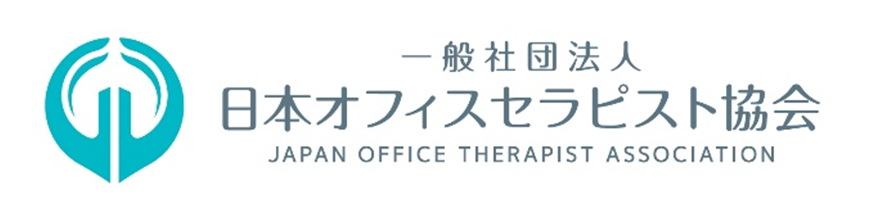 一般社団法人
日本オフィスセラピスト協会
JAPAN OFFICE THERAPIST ASSOCIATION